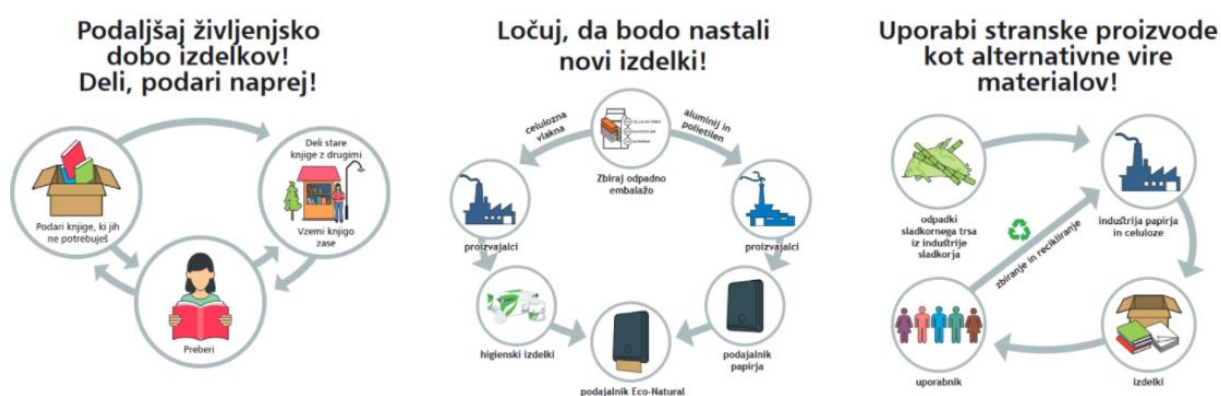 Podaljšaj življenjsko
dobo izdelkov!
Deli, podari naprej!
Deli stare
knjige z drugimi
Podari knjige, ki jih
ne potrebuješ
Vzemi knjigo
zase
Preberi
Ločuj, da bodo nastali
novi izdelki!
celulozna
vlakna
aluminij in
polietilen
Zbiraj odpadno
embalažo
proizvajalci
proizvajalci
higienski izdelki
podajalnik
papirja
podajalnik Eco-Natural
Uporabi stranske proizvode
kot alternativne vire
materialov!
odpadki
sladkornega trsa
iz industrije
sladkorja
industrija papirja
in celuloze
zbiranje in recikliranje
uporabnik
izdelki